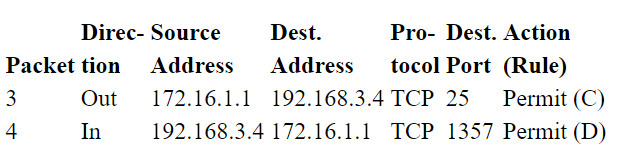 Direc- Source Dest. Pro- Dest. Action
Packet tion Address Address tocol Port (Rule)
3 Out 172.16.1.1 192.168.3.4 TCP 25 Permit (C)
4 In 192.168.3.4 172.16.1.1 TCP 1357 Permit (D)